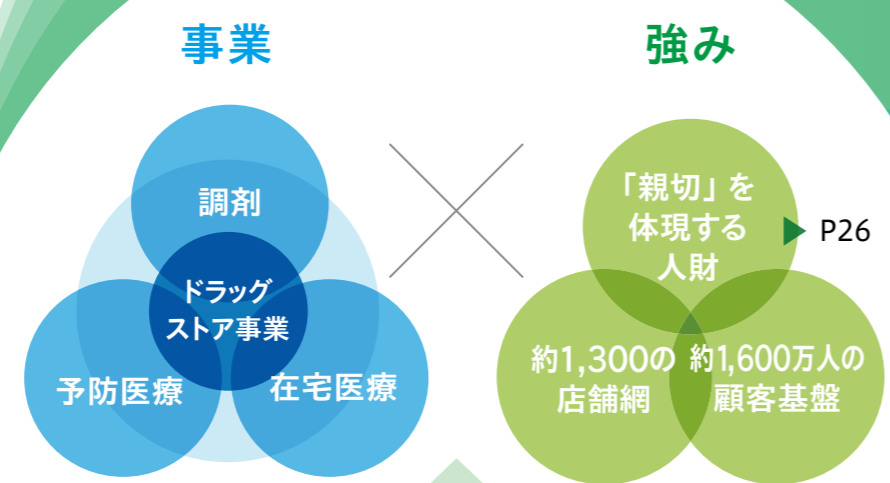 事業
調剤
ドラッグ
ストア事業
予防医療
在宅医療
強み
「親切」を
体現する
人財
P26
約1,300の
店舗網
約1,600万人の
顧客基盤